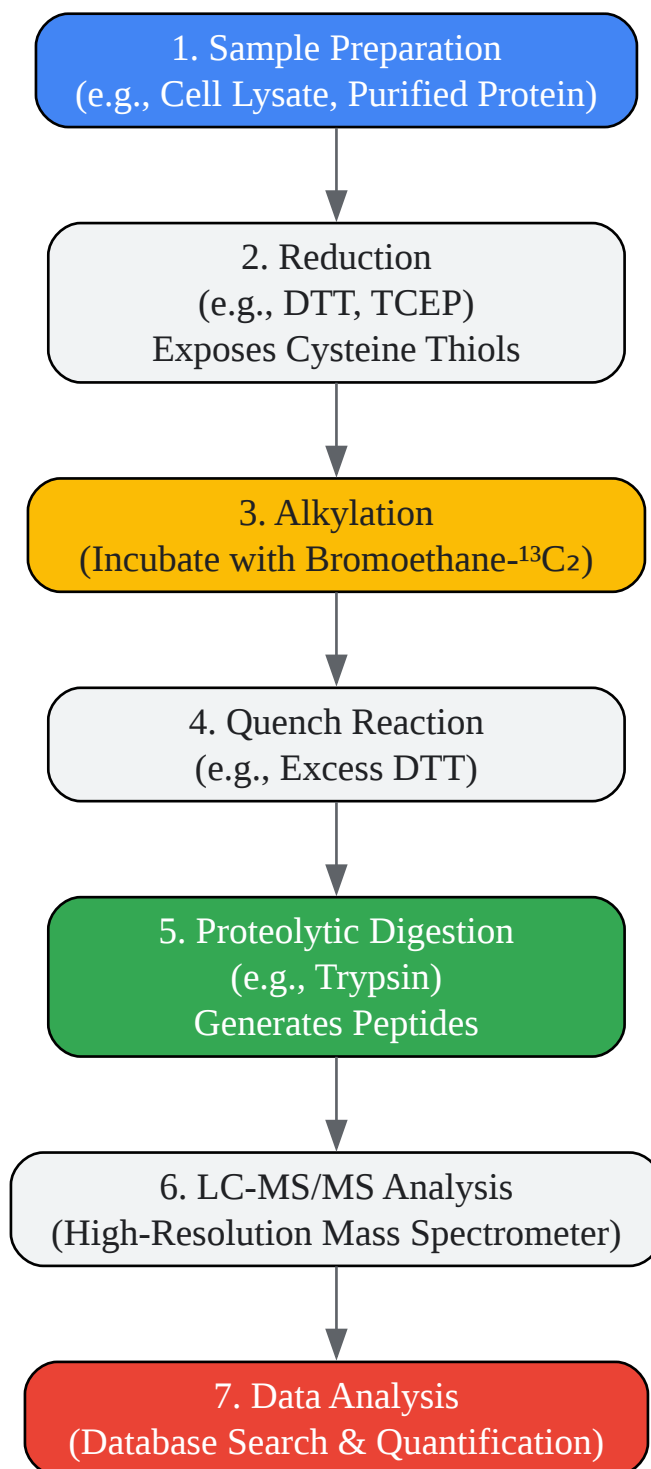 1. Sample Preparation
(e.g., Cell Lysate, Purified Protein)
2. Reduction
(e.g., DTT, TCEP)
Exposes Cysteine Thiols
3. Alkylation
(Incubate with Bromoethane-¹³C₂)
4. Quench Reaction
(e.g., Excess DTT)
5. Proteolytic Digestion
(e.g., Trypsin)
Generates Peptides
6. LC-MS/MS Analysis
(High-Resolution Mass Spectrometer)
7. Data Analysis
(Database Search & Quantification)